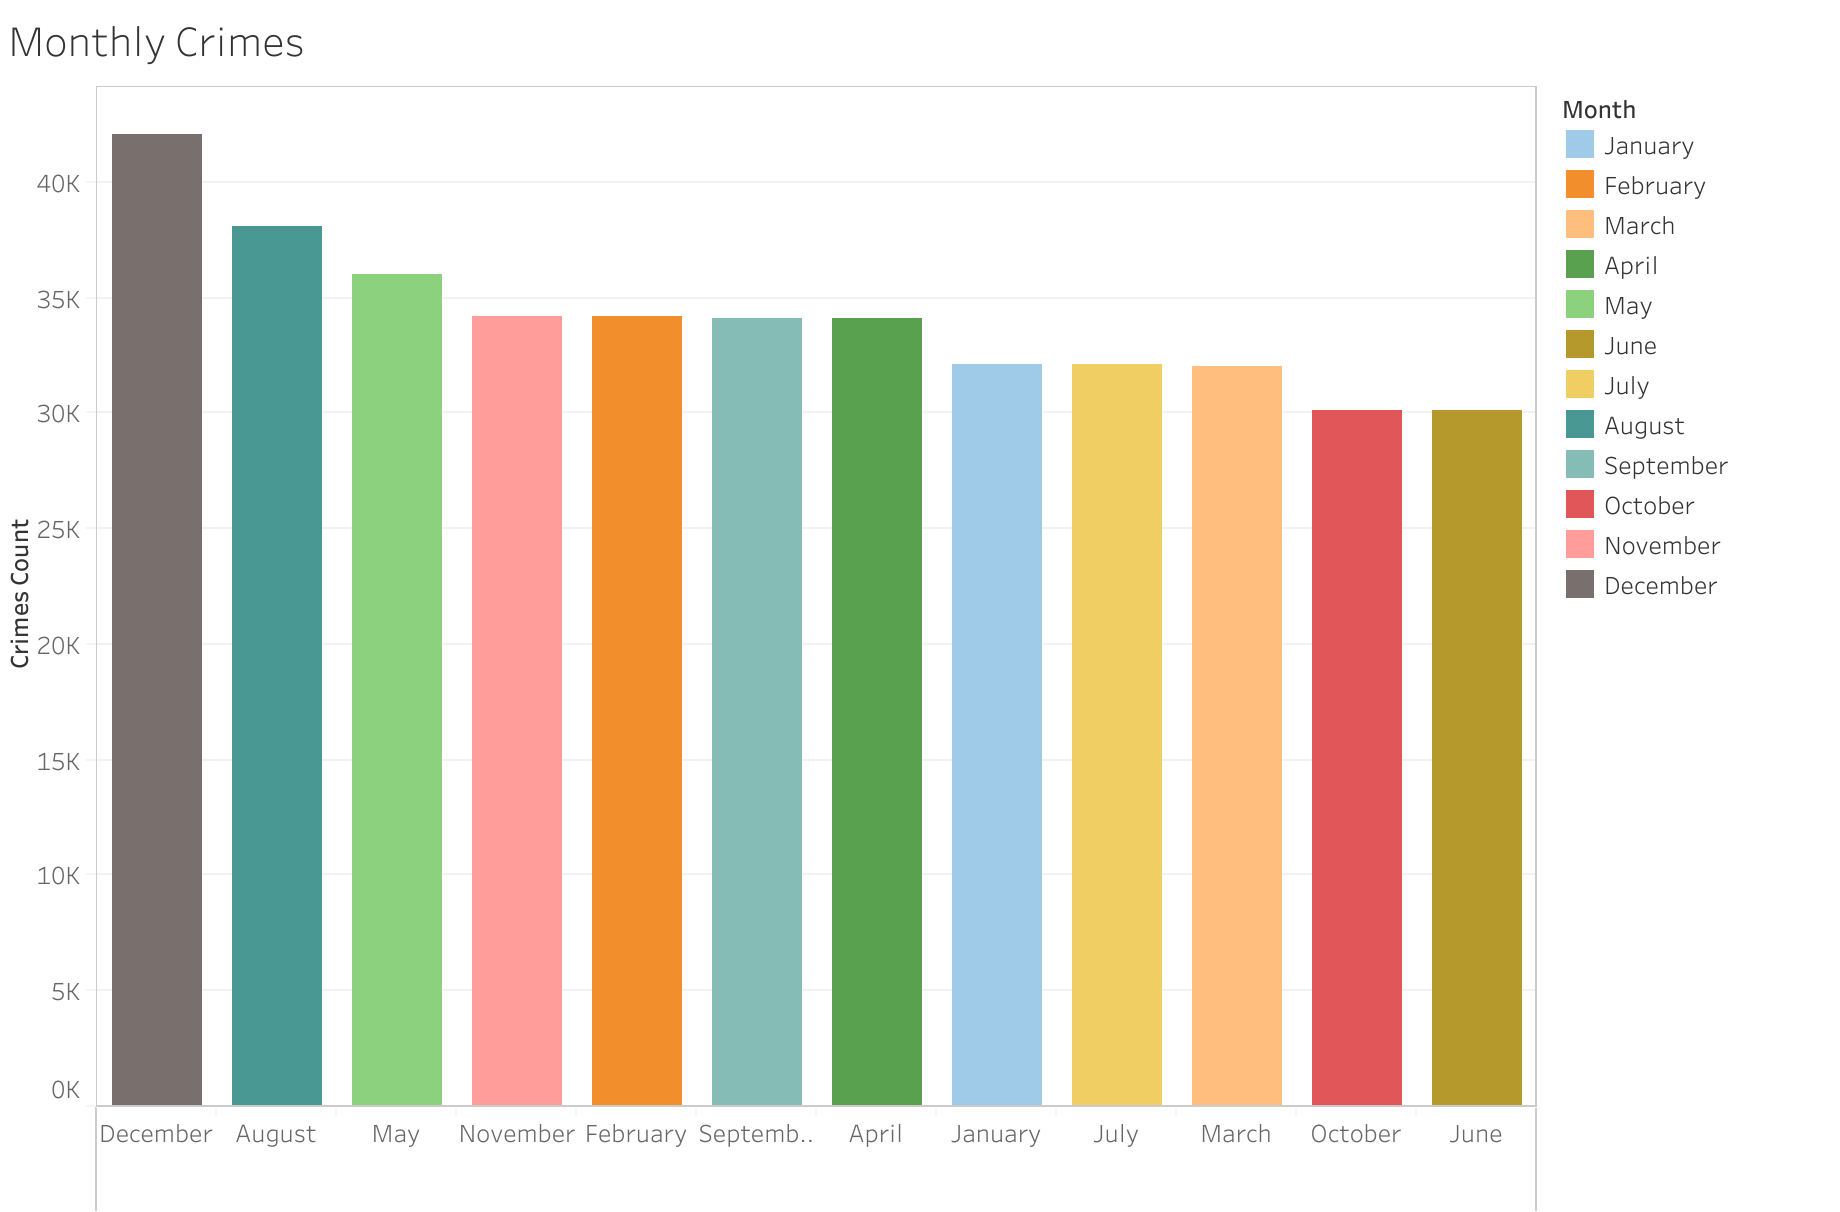 Monthly Crimes
Crimes Count
40K
35K
30K
25K
20K
15K
10K
5K
0K
December August May November February Septemb.. April January July March October June
Month
January
February
March
April
May
June
July
August
September
October
November
December